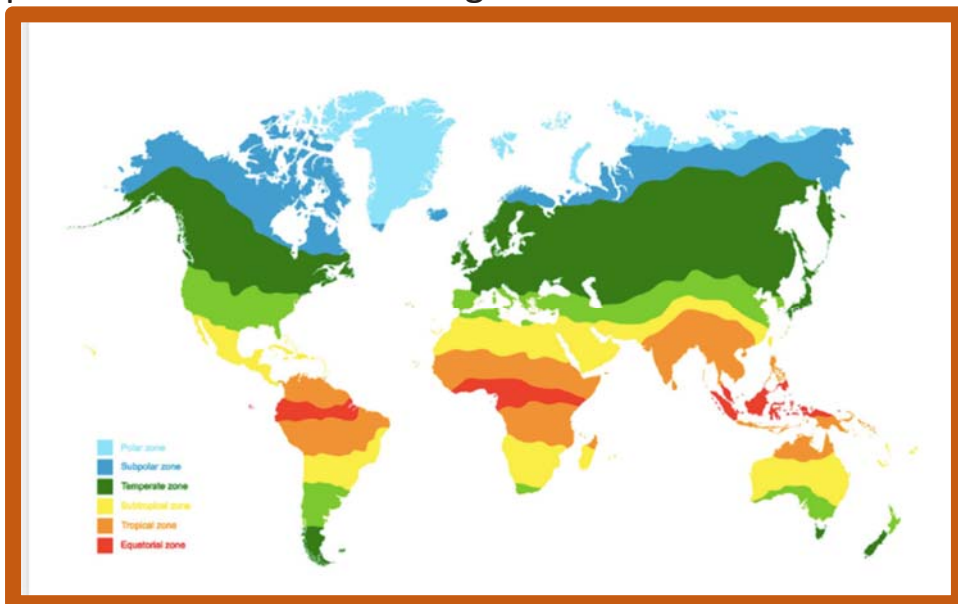 Polar zone
Subpolar zone
Temperate zone
Subtropical zone
Tropical zone
Equatorial zone